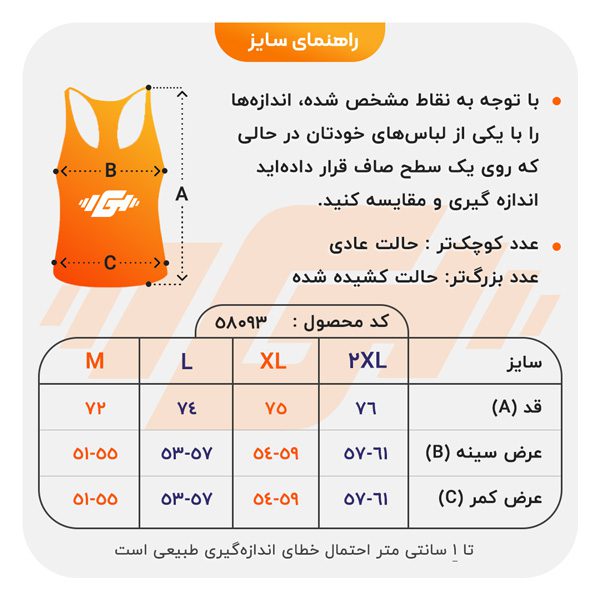 راهنمای سایز
با توجه به نقاط مشخص شده، اندازه‌ها
را با یکی از لباس‌های خودتان در حالی
که روی یک سطح صاف قرار داده‌اید
اندازه گیری و مقایسه کنید.
عدد کوچک‌تر : حالت عادی
عدد بزرگ‌تر: حالت کشیده شده
A
B
C
کد محصول : ۵۸۰۹۳
سایز ۲XL XL L M
قد (A) ۷۶ ۷۵ ۷۴ ۷۲
عرض سینه (B) ۵۷-۶۱ ۵۴-۵۹ ۵۳-۵۷ ۵۱-۵۵
عرض کمر (C) ۵۷-۶۱ ۵۴-۵۹ ۵۳-۵۷ ۵۱-۵۵
تا ۱ سانتی متر احتمال خطای اندازه‌گیری طبیعی است